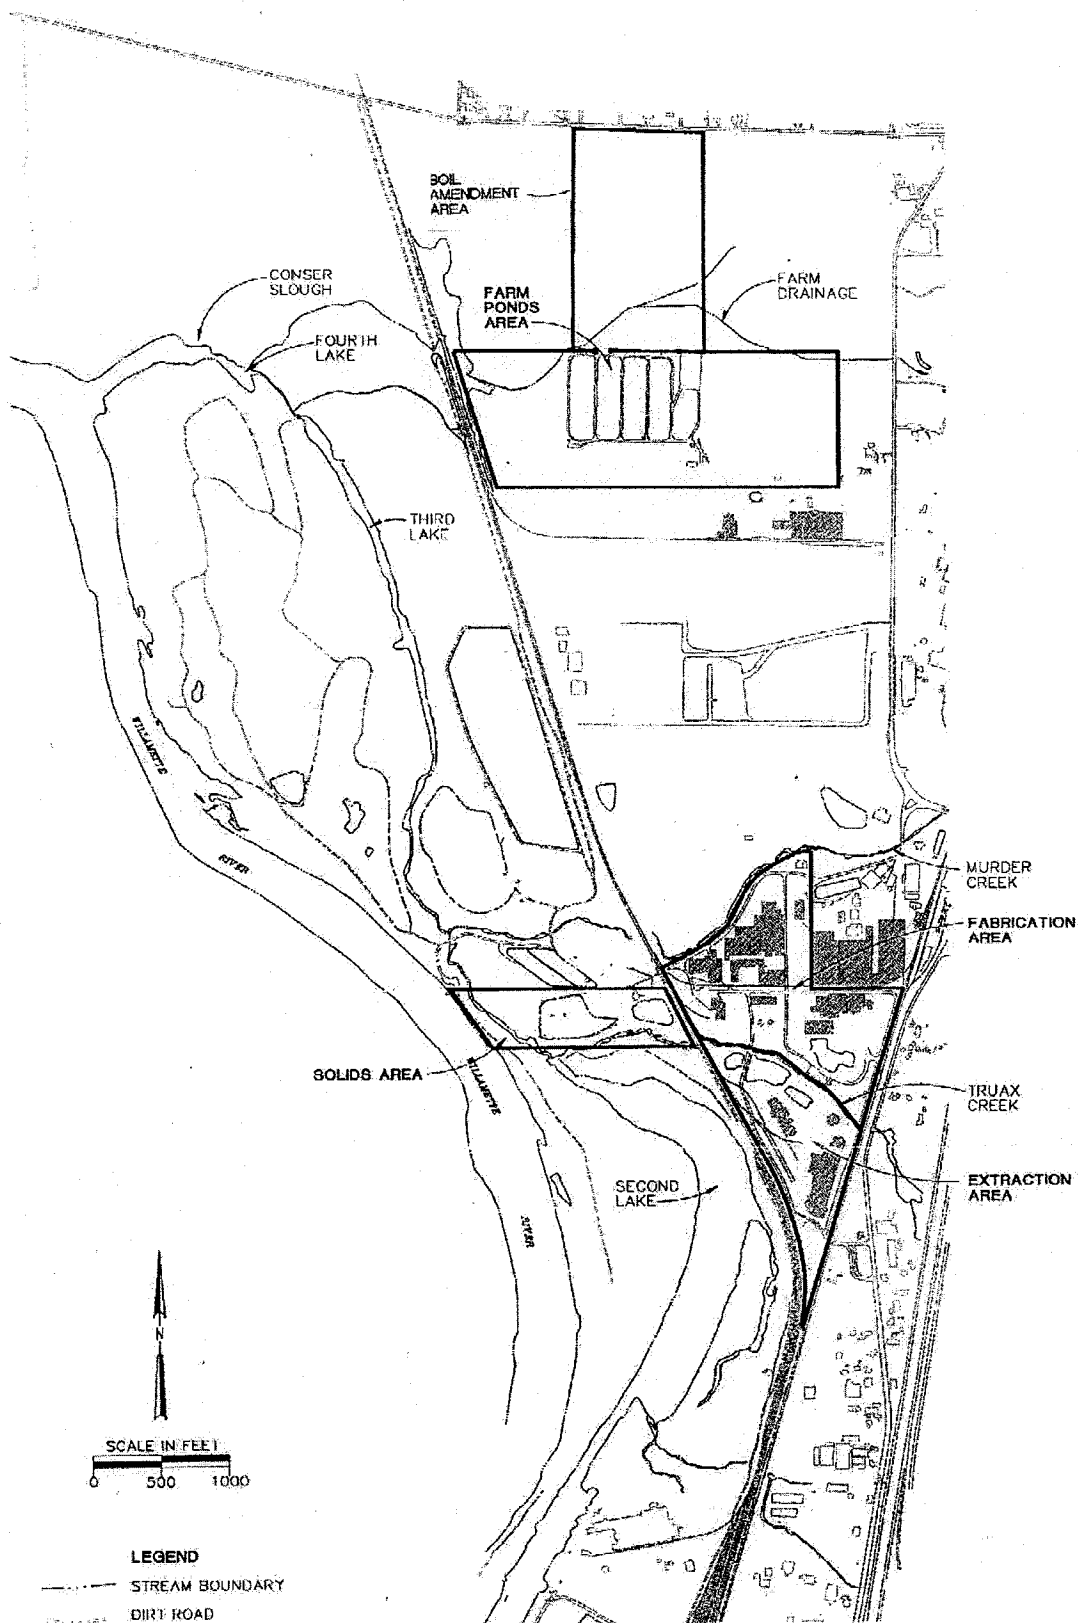 SOIL
AMENDMENT
AREA
CONSER
SLOUGH
FARM
PONDS
AREA
FARM
DRAINAGE
FOURTH
LAKE
THIRD
LAKE
WILLAMETTE
RIVER
MURDER
CREEK
FABRICATION
AREA
SOLIDS AREA
WILLAMETTE
RIVER
TRUAX
CREEK
SECOND
LAKE
EXTRACTION
AREA
N
SCALE IN FEET
0 500 1000
LEGEND
STREAM BOUNDARY
DIRT ROAD